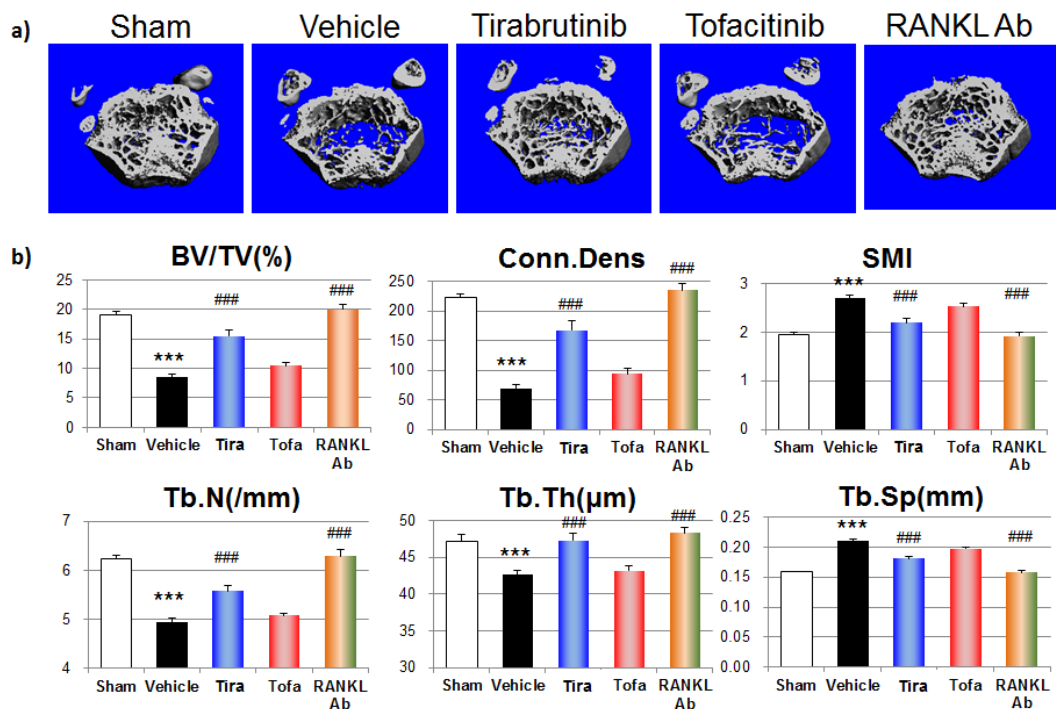 a) Sham Vehicle Tirabrutinib Tofacitinib RANKL Ab
b)
BV/TV(%)
25
20
15
10
5
0
***
###
###
Sham Vehicle Tira Tofa RANKL
Ab
Conn.Dens
250
200
150
100
50
0
***
###
###
Sham Vehicle Tira Tofa RANKL
Ab
SMI
3
2
1
0
***
###
###
Sham Vehicle Tira Tofa RANKL
Ab
Tb.N(/mm)
7
6
5
4
***
###
###
Sham Vehicle Tira Tofa RANKL
Ab
Tb.Th(µm)
50
45
40
35
30
***
###
###
Sham Vehicle Tira Tofa RANKL
Ab
Tb.Sp(mm)
0.25
0.20
0.15
0.10
0.05
0.00
***
###
###
Sham Vehicle Tira Tofa RANKL
Ab